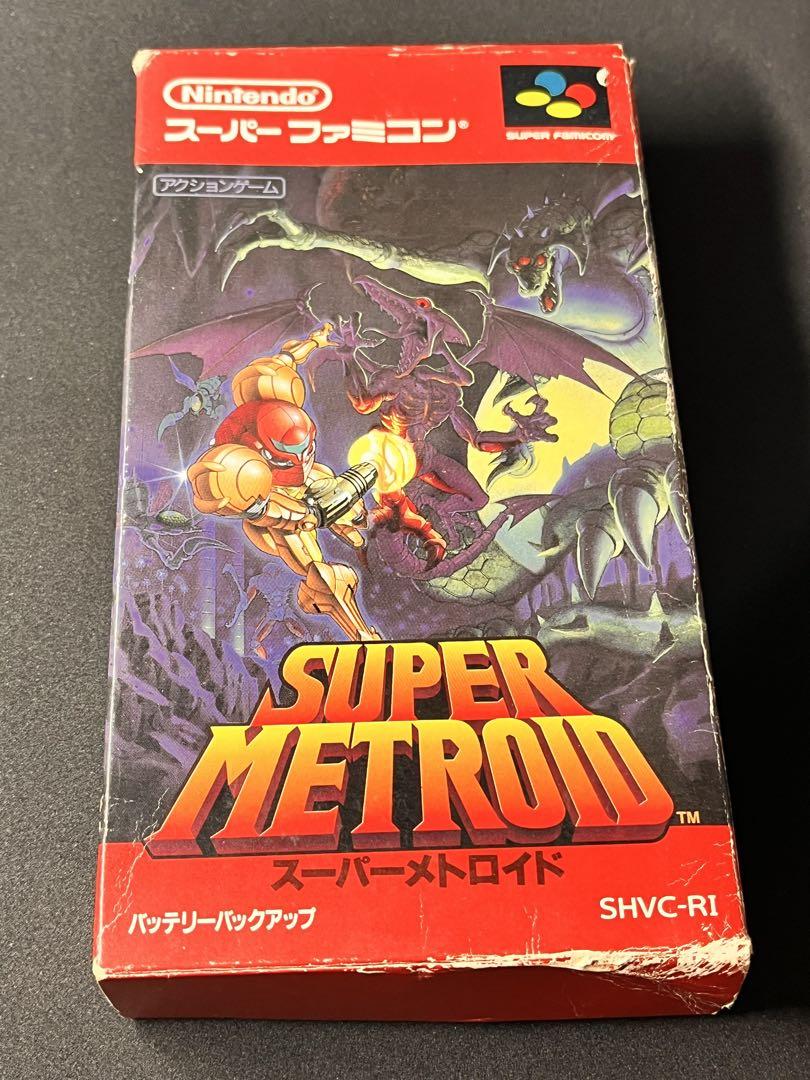 Nintendo
スーパーファミコン®
SUPER FAMICOM
アクションゲーム
SUPER
METROID™
スーパーメトロイド
バッテリーバックアップ
SHVC-RI